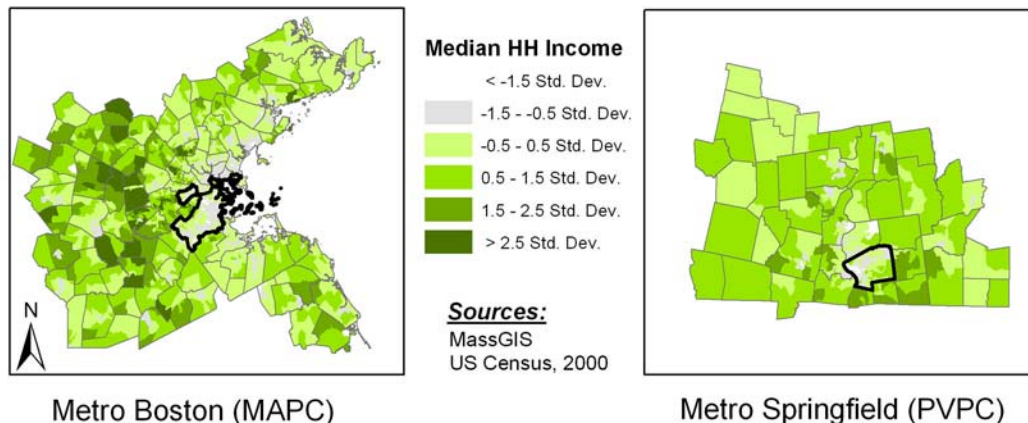 Median HH Income
< -1.5 Std. Dev.
-1.5 - -0.5 Std. Dev.
-0.5 - 0.5 Std. Dev.
0.5 - 1.5 Std. Dev.
1.5 - 2.5 Std. Dev.
> 2.5 Std. Dev.
Sources:
MassGIS
US Census, 2000
N
Metro Boston (MAPC)
Metro Springfield (PVPC)